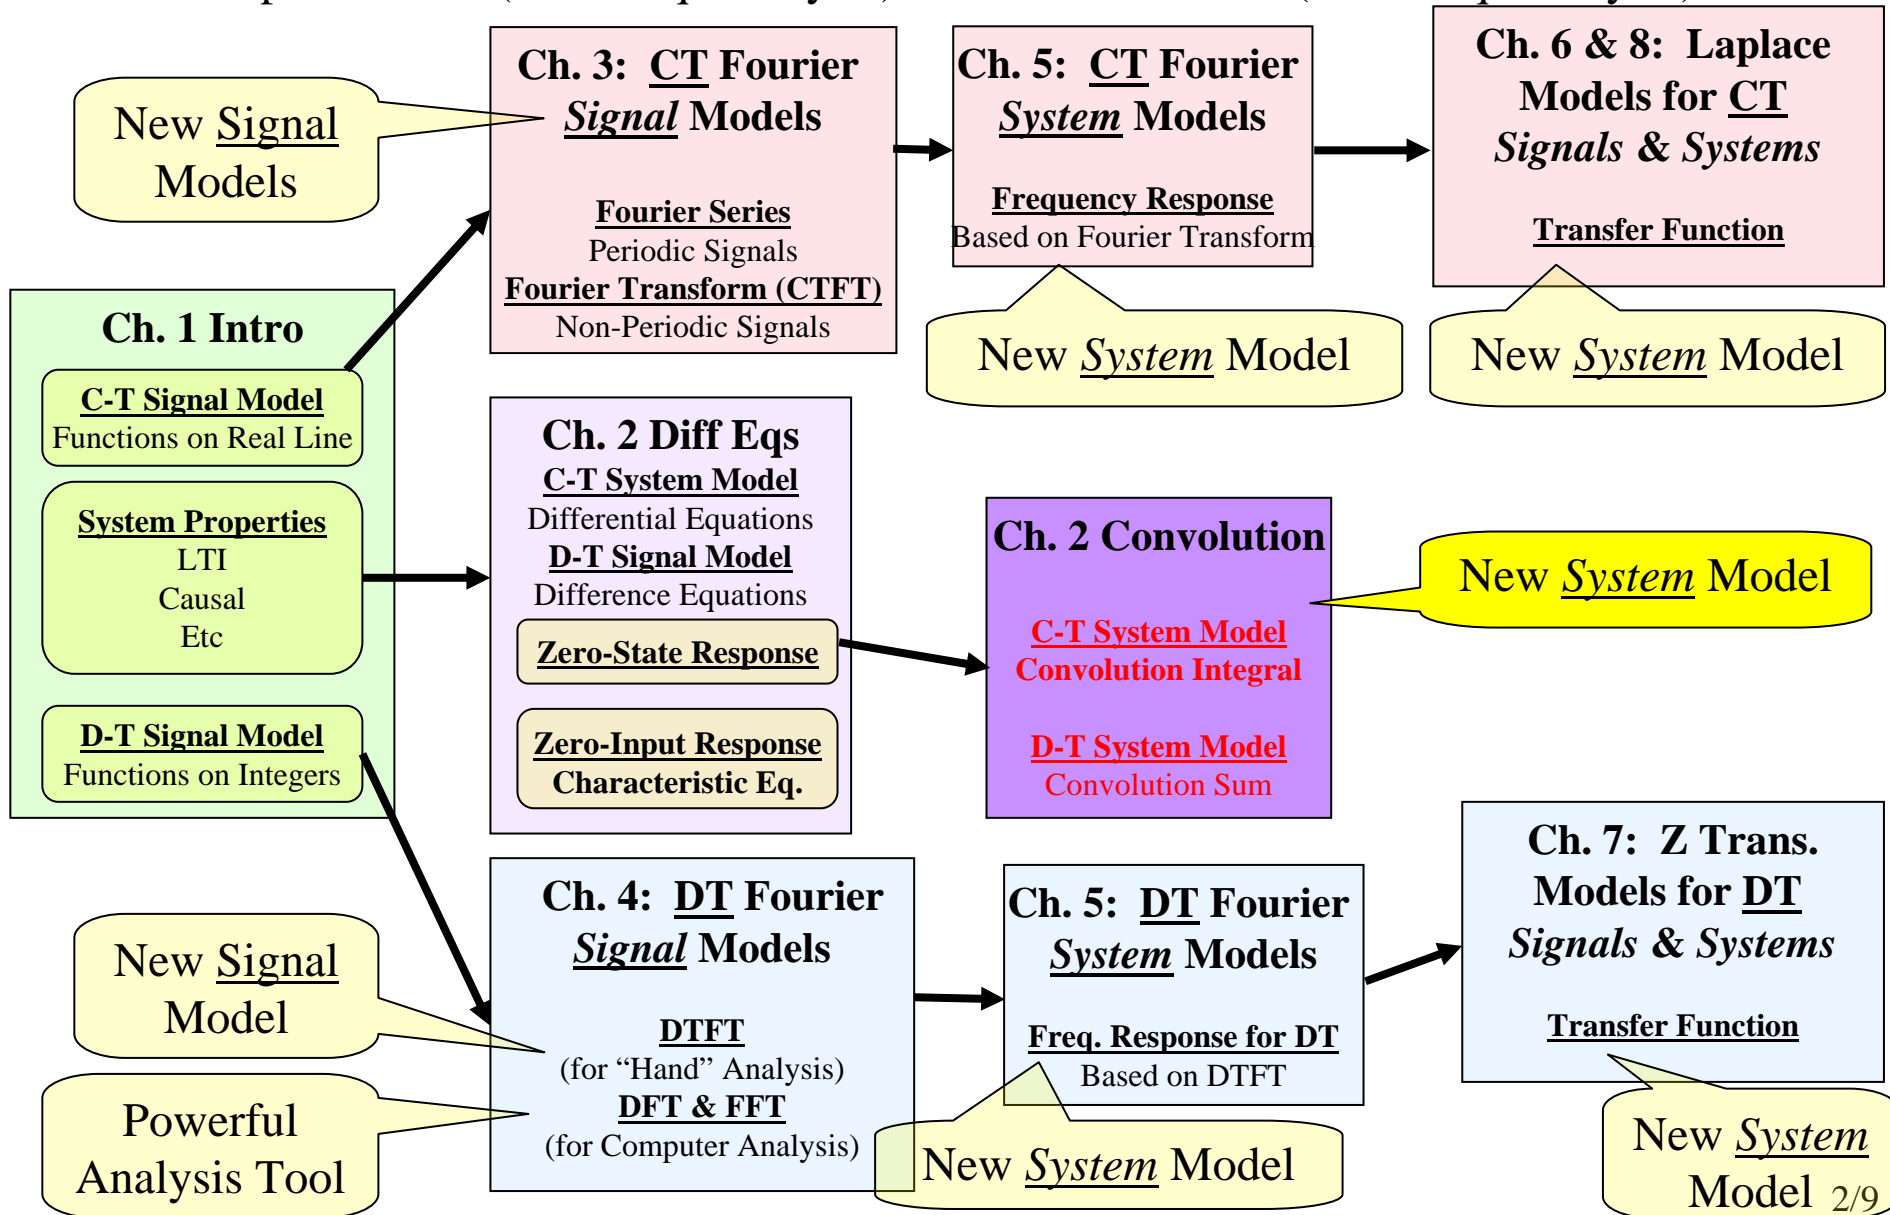 Ch. 3: CT Fourier
Signal Models
Fourier Series
Periodic Signals
Fourier Transform (CTFT)
Non-Periodic Signals
New Signal
Models
Ch. 5: CT Fourier
System Models
Frequency Response
Based on Fourier Transform
New System Model
Ch. 6 & 8: Laplace
Models for CT
Signals & Systems
Transfer Function
New System Model
Ch. 1 Intro
C-T Signal Model
Functions on Real Line
System Properties
LTI
Causal
Etc
D-T Signal Model
Functions on Integers
Ch. 2 Diff Eqs
C-T System Model
Differential Equations
D-T Signal Model
Difference Equations
Zero-State Response
Zero-Input Response
Characteristic Eq.
Ch. 2 Convolution
C-T System Model
Convolution Integral
D-T System Model
Convolution Sum
New System Model
Ch. 4: DT Fourier
Signal Models
DTFT
(for “Hand” Analysis)
DFT & FFT
(for Computer Analysis)
New Signal
Model
Powerful
Analysis Tool
Ch. 5: DT Fourier
System Models
Freq. Response for DT
Based on DTFT
New System Model
Ch. 7: Z Trans.
Models for DT
Signals & Systems
Transfer Function
New System
Model
2/9